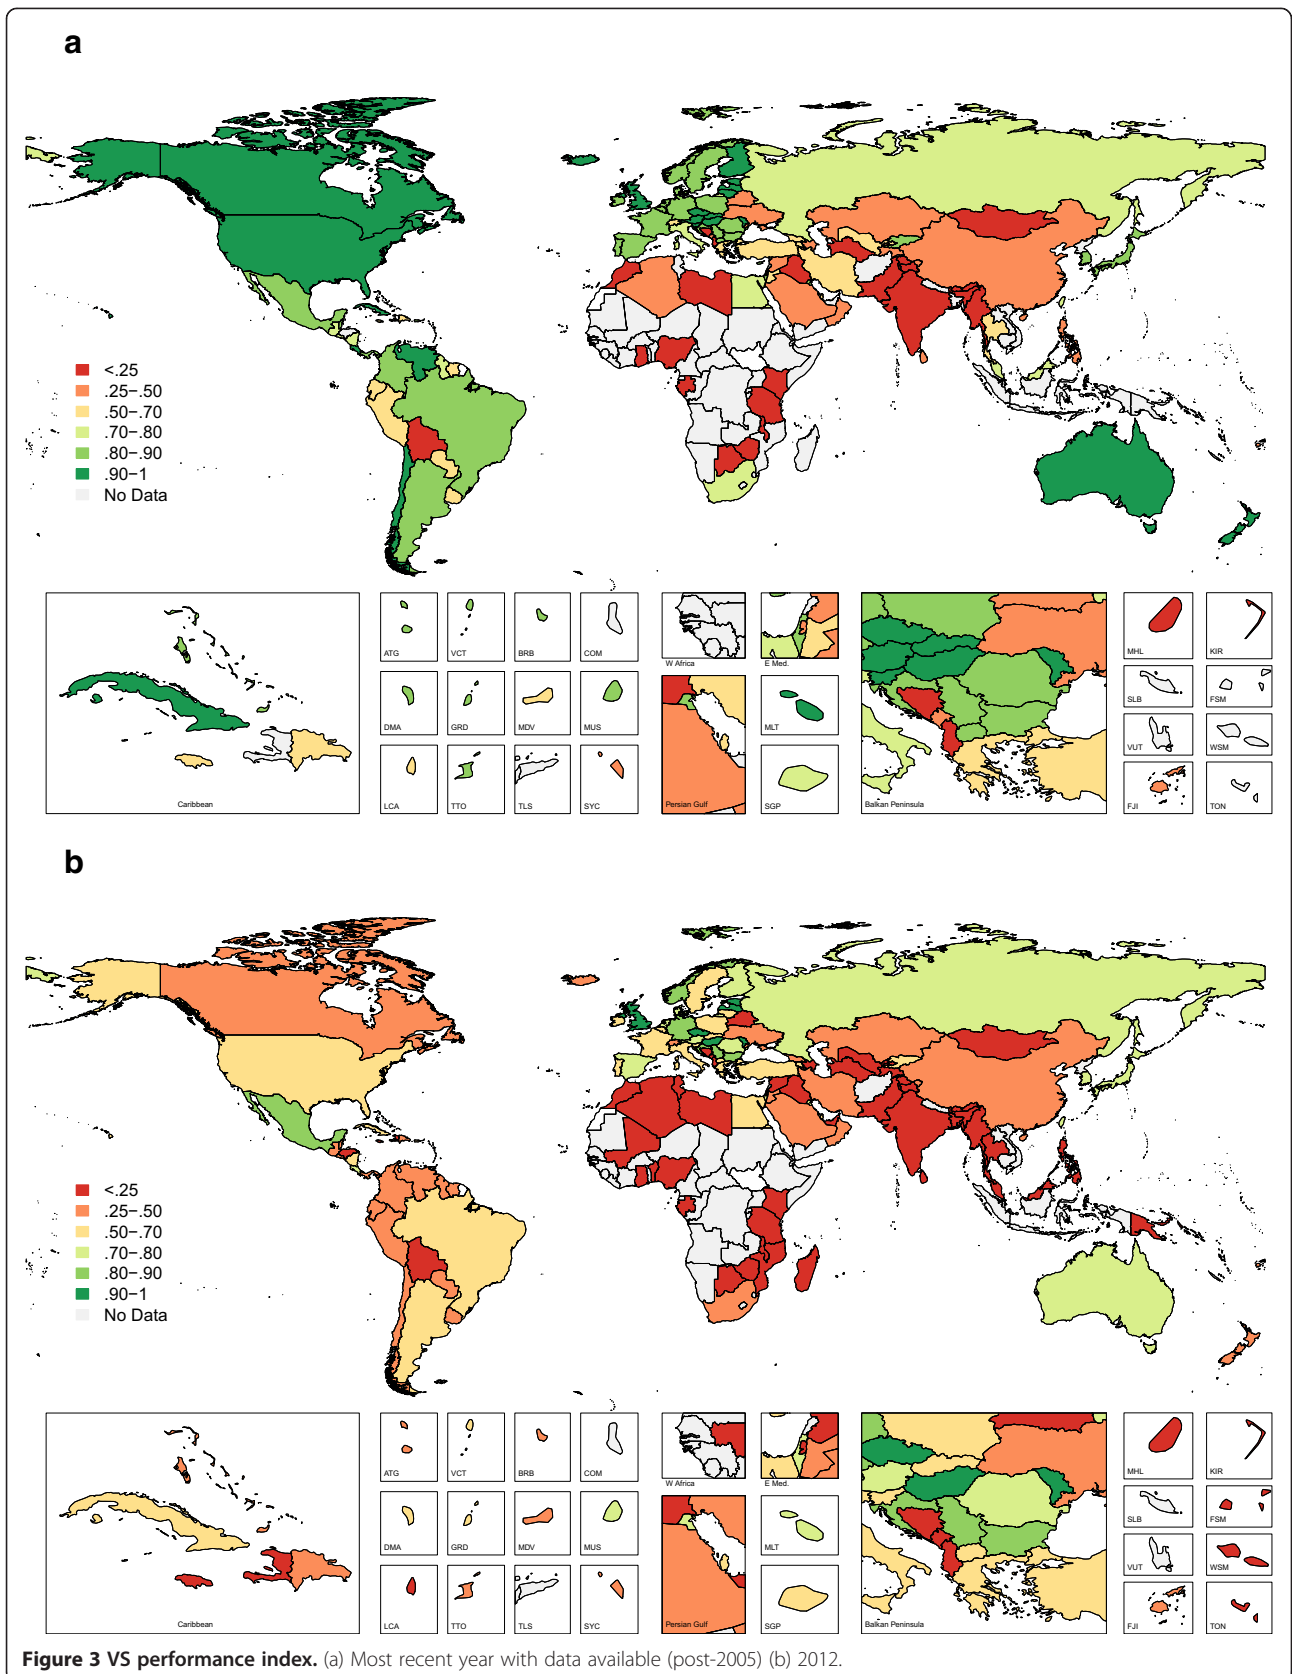 a
<.25
.25−.50
.50−.70
.70−.80
.80−.90
.90−1
No Data
Caribbean
ATG
VCT
BRB
COM
DMA
GRD
MDV
MUS
LCA
TTO
TLS
SYC
W Africa
E Med.
Persian Gulf
MLT
SGP
Balkan Peninsula
MHL
KIR
SLB
FSM
VUT
WSM
FJI
TON
b
<.25
.25−.50
.50−.70
.70−.80
.80−.90
.90−1
No Data
Caribbean
ATG
VCT
BRB
COM
DMA
GRD
MDV
MUS
LCA
TTO
TLS
SYC
W Africa
E Med.
Persian Gulf
MLT
SGP
Balkan Peninsula
MHL
KIR
SLB
FSM
VUT
WSM
FJI
TON
Figure 3 VS performance index. (a) Most recent year with data available (post-2005) (b) 2012.